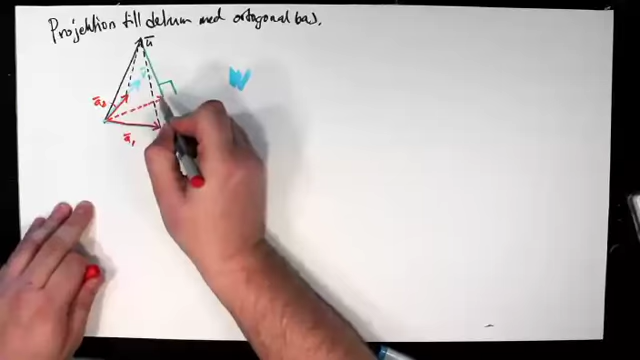 Projektion till delrum med ortogonal bas.
ū
ā₂
W
ā₁